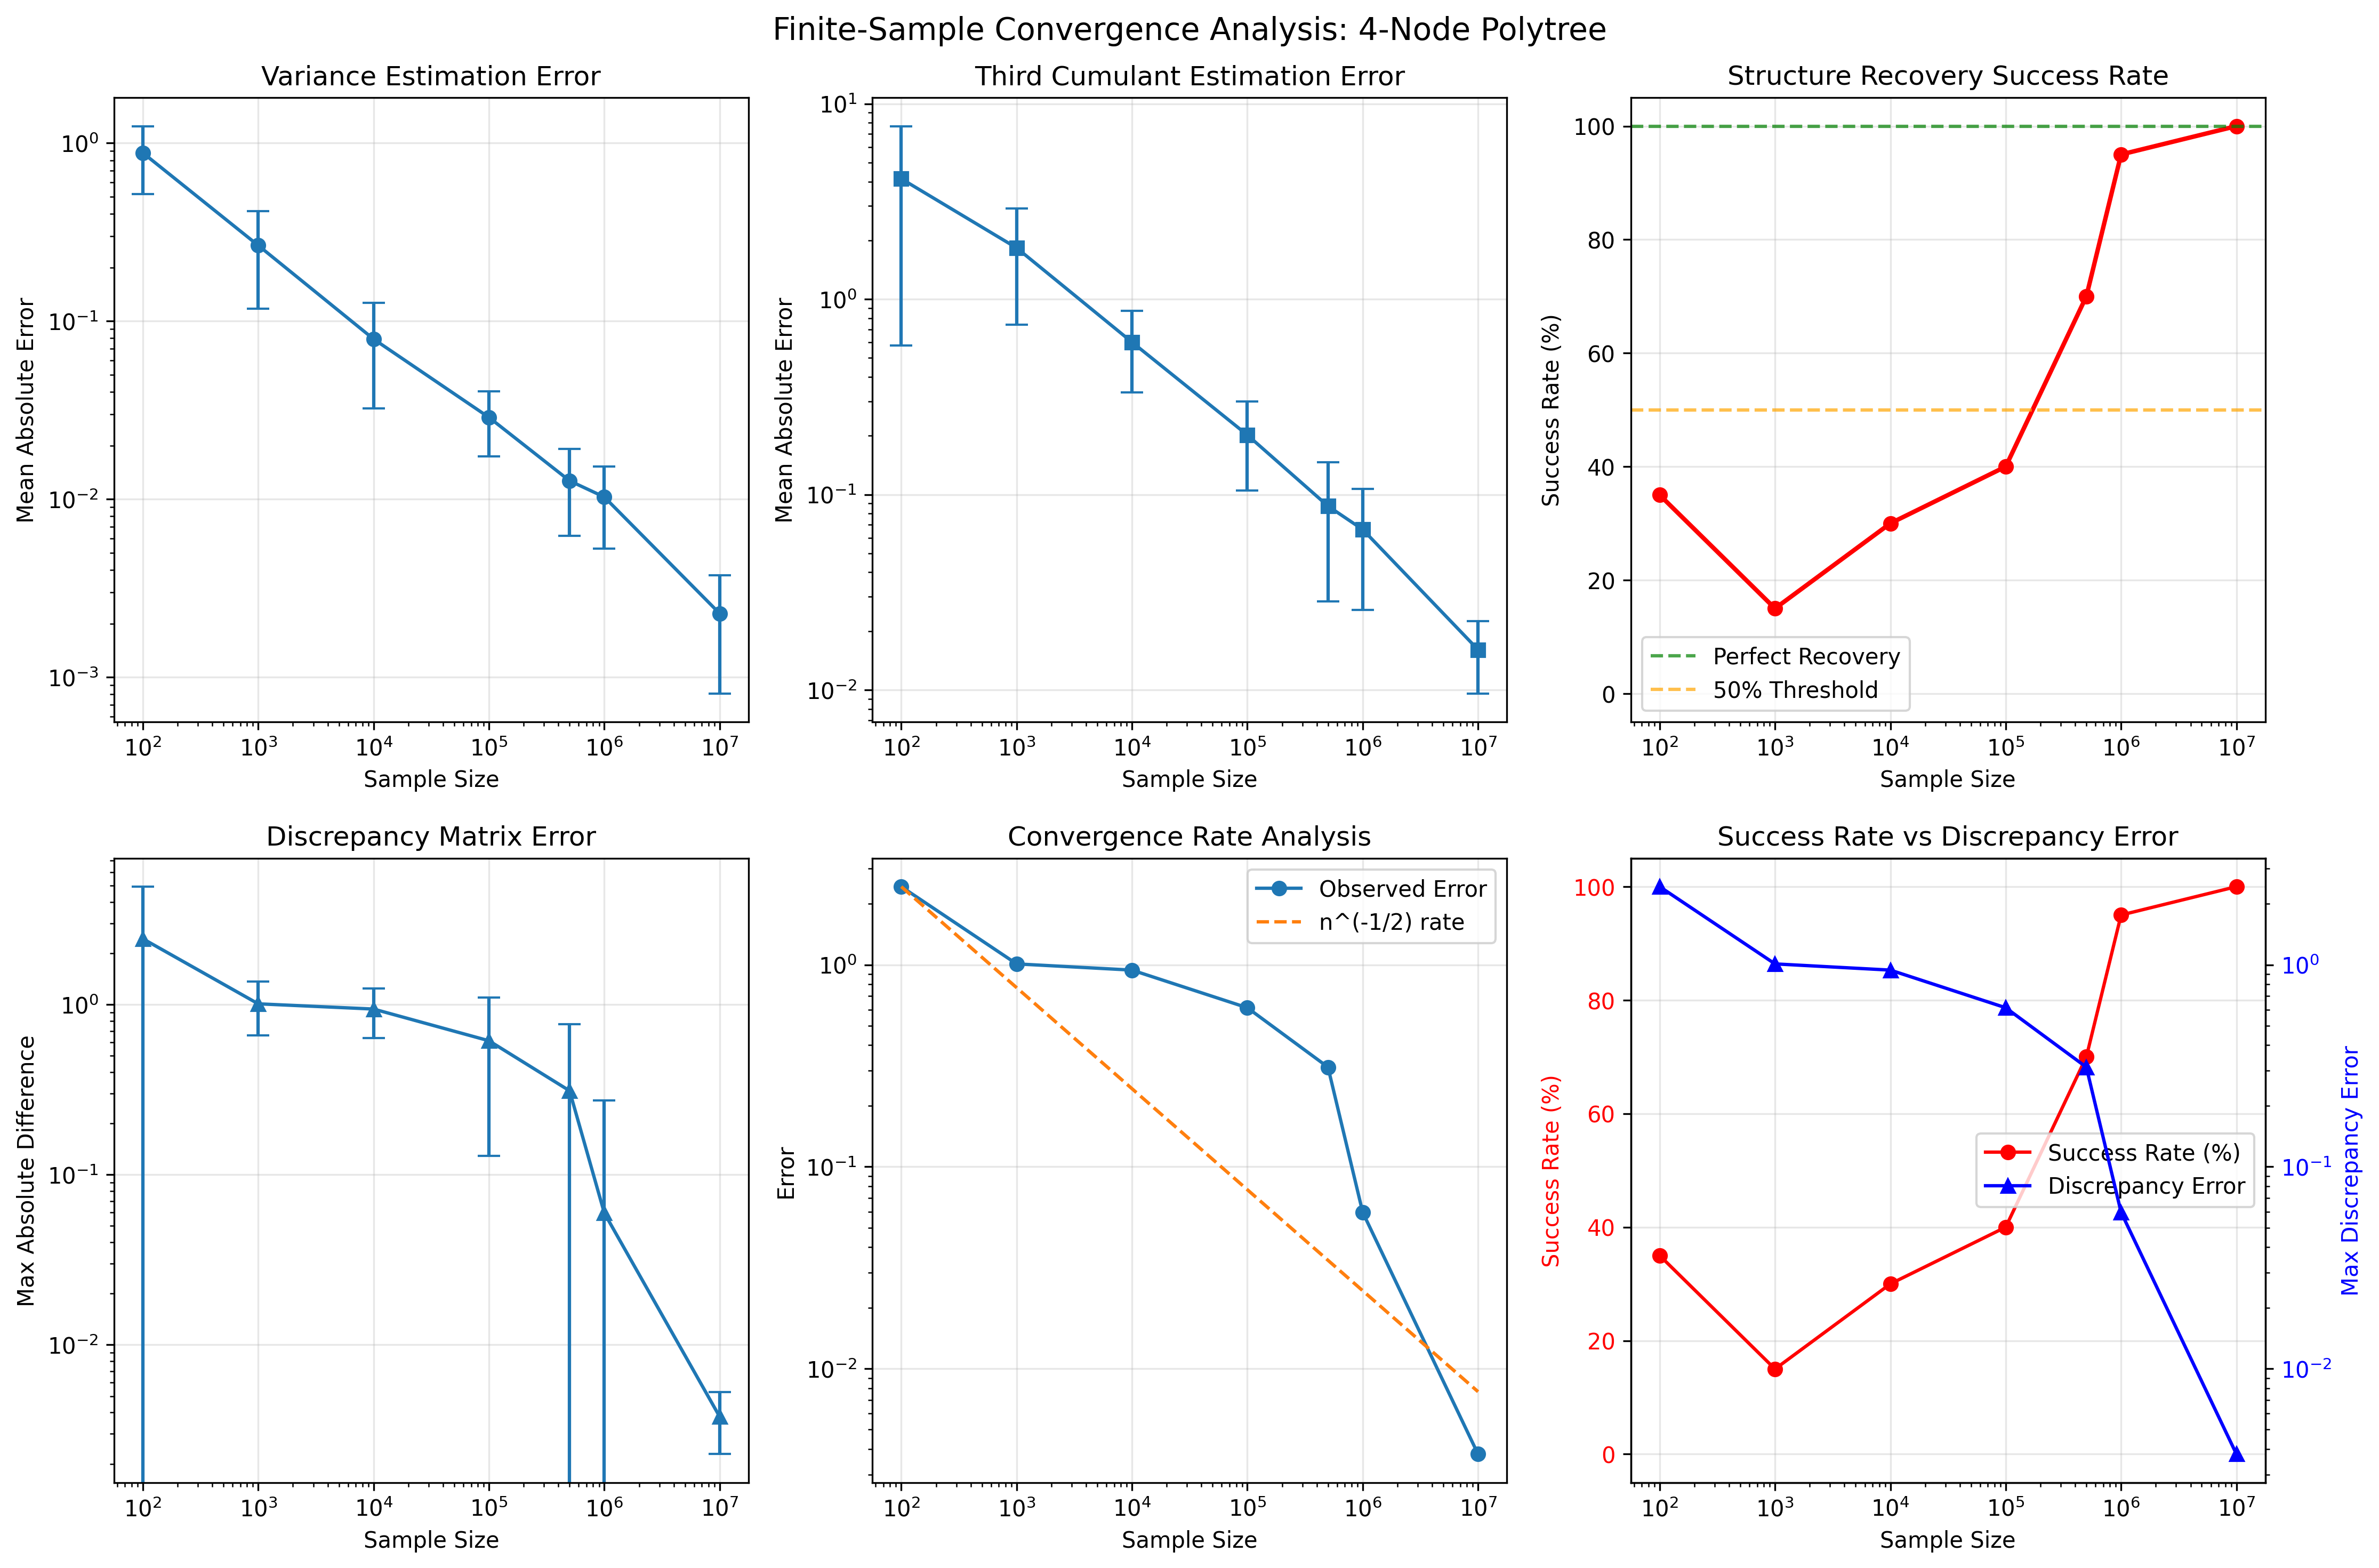 Finite-Sample Convergence Analysis: 4-Node Polytree
Variance Estimation Error
Mean Absolute Error
10⁰
10⁻¹
10⁻²
10⁻³
10² 10³ 10⁴ 10⁵ 10⁶ 10⁷
Sample Size
Third Cumulant Estimation Error
Mean Absolute Error
10¹
10⁰
10⁻¹
10⁻²
10² 10³ 10⁴ 10⁵ 10⁶ 10⁷
Sample Size
Structure Recovery Success Rate
Success Rate (%)
100
80
60
40
20
0
Perfect Recovery
50% Threshold
10² 10³ 10⁴ 10⁵ 10⁶ 10⁷
Sample Size
Discrepancy Matrix Error
Max Absolute Difference
10⁰
10⁻¹
10⁻²
10² 10³ 10⁴ 10⁵ 10⁶ 10⁷
Sample Size
Convergence Rate Analysis
Error
10⁰
10⁻¹
10⁻²
Observed Error
n^(-1/2) rate
10² 10³ 10⁴ 10⁵ 10⁶ 10⁷
Sample Size
Success Rate vs Discrepancy Error
Success Rate (%)
100
80
60
40
20
0
Success Rate (%)
Discrepancy Error
10⁰
10⁻¹
10⁻²
Max Discrepancy Error
10² 10³ 10⁴ 10⁵ 10⁶ 10⁷
Sample Size